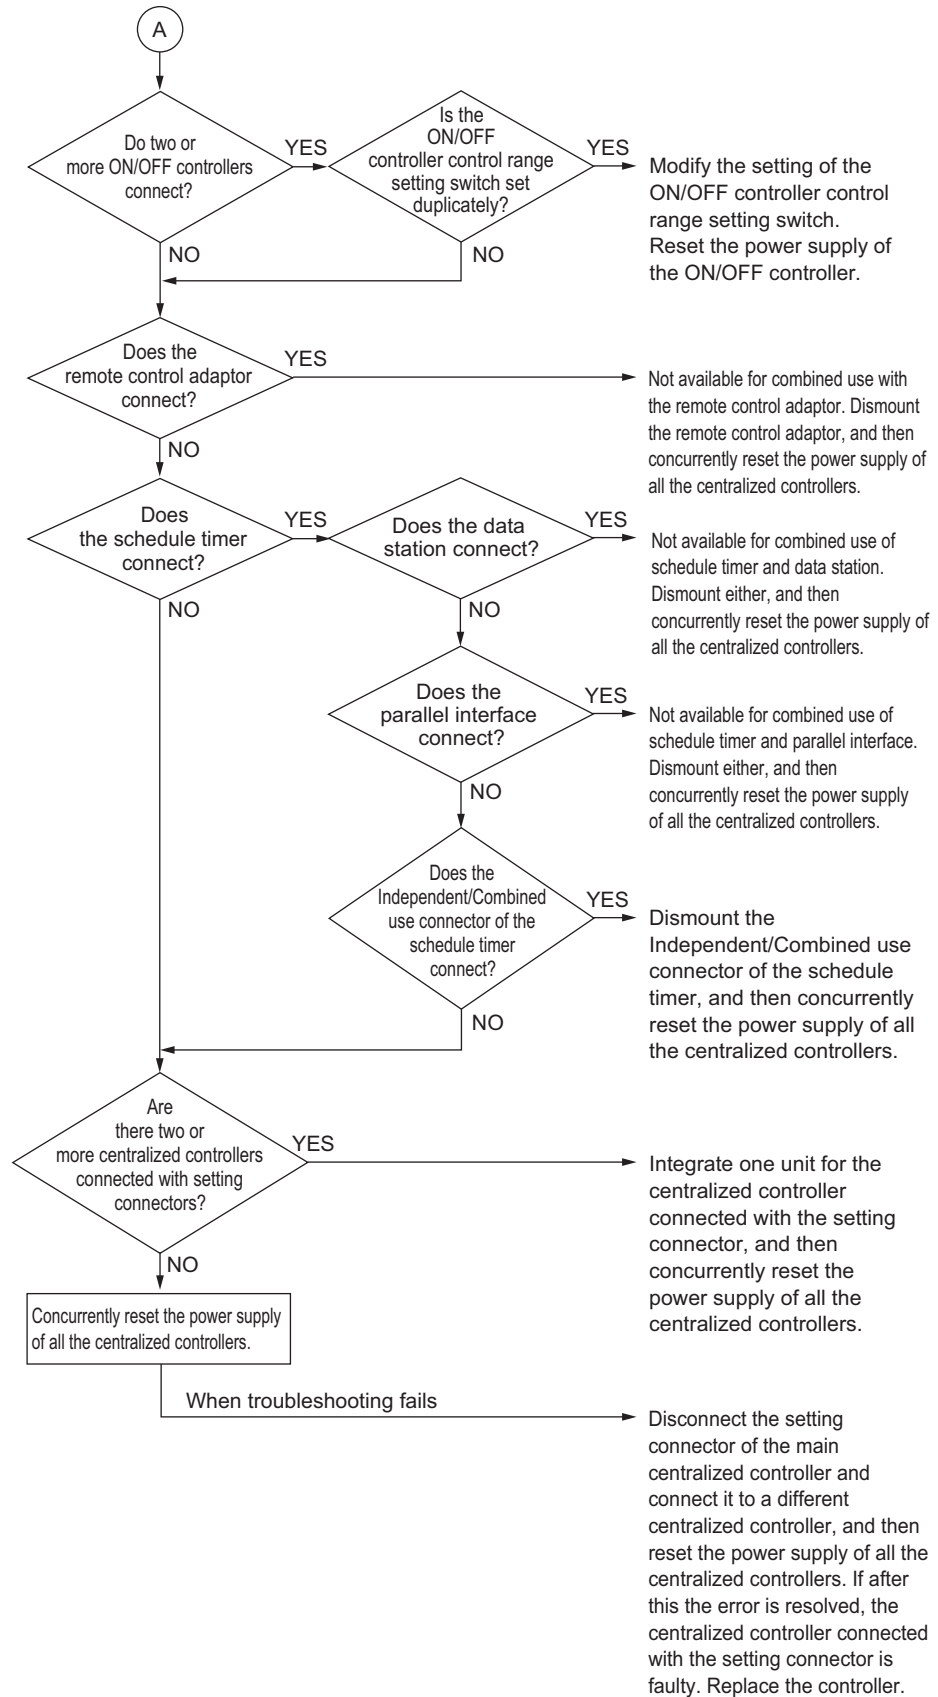 A
Do two or
more ON/OFF controllers
connect?
YES
NO
Is the
ON/OFF
controller control range
setting switch set
duplicately?
YES
NO
Modify the setting of the
ON/OFF controller control
range setting switch.
Reset the power supply of
the ON/OFF controller.
Does the
remote control adaptor
connect?
YES
NO
Not available for combined use with
the remote control adaptor. Dismount
the remote control adaptor, and then
concurrently reset the power supply of
all the centralized controllers.
Does
the schedule timer
connect?
YES
NO
Does the data
station connect?
YES
NO
Not available for combined use of
schedule timer and data station.
Dismount either, and then
concurrently reset the power supply of
all the centralized controllers.
Does the
parallel interface
connect?
YES
NO
Not available for combined use of
schedule timer and parallel interface.
Dismount either, and then
concurrently reset the power supply
of all the centralized controllers.
Does the
Independent/Combined
use connector of the
schedule timer
connect?
YES
NO
Dismount the
Independent/Combined use
connector of the schedule
timer, and then concurrently
reset the power supply of all
the centralized controllers.
Are
there two or
more centralized controllers
connected with setting
connectors?
YES
NO
Integrate one unit for the
centralized controller
connected with the setting
connector, and then
concurrently reset the
power supply of all the
centralized controllers.
Concurrently reset the power supply
of all the centralized controllers.
When troubleshooting fails
Disconnect the setting
connector of the main
centralized controller and
connect it to a different
centralized controller, and then
reset the power supply of all the
centralized controllers. If after
this the error is resolved, the
centralized controller connected
with the setting connector is
faulty. Replace the controller.